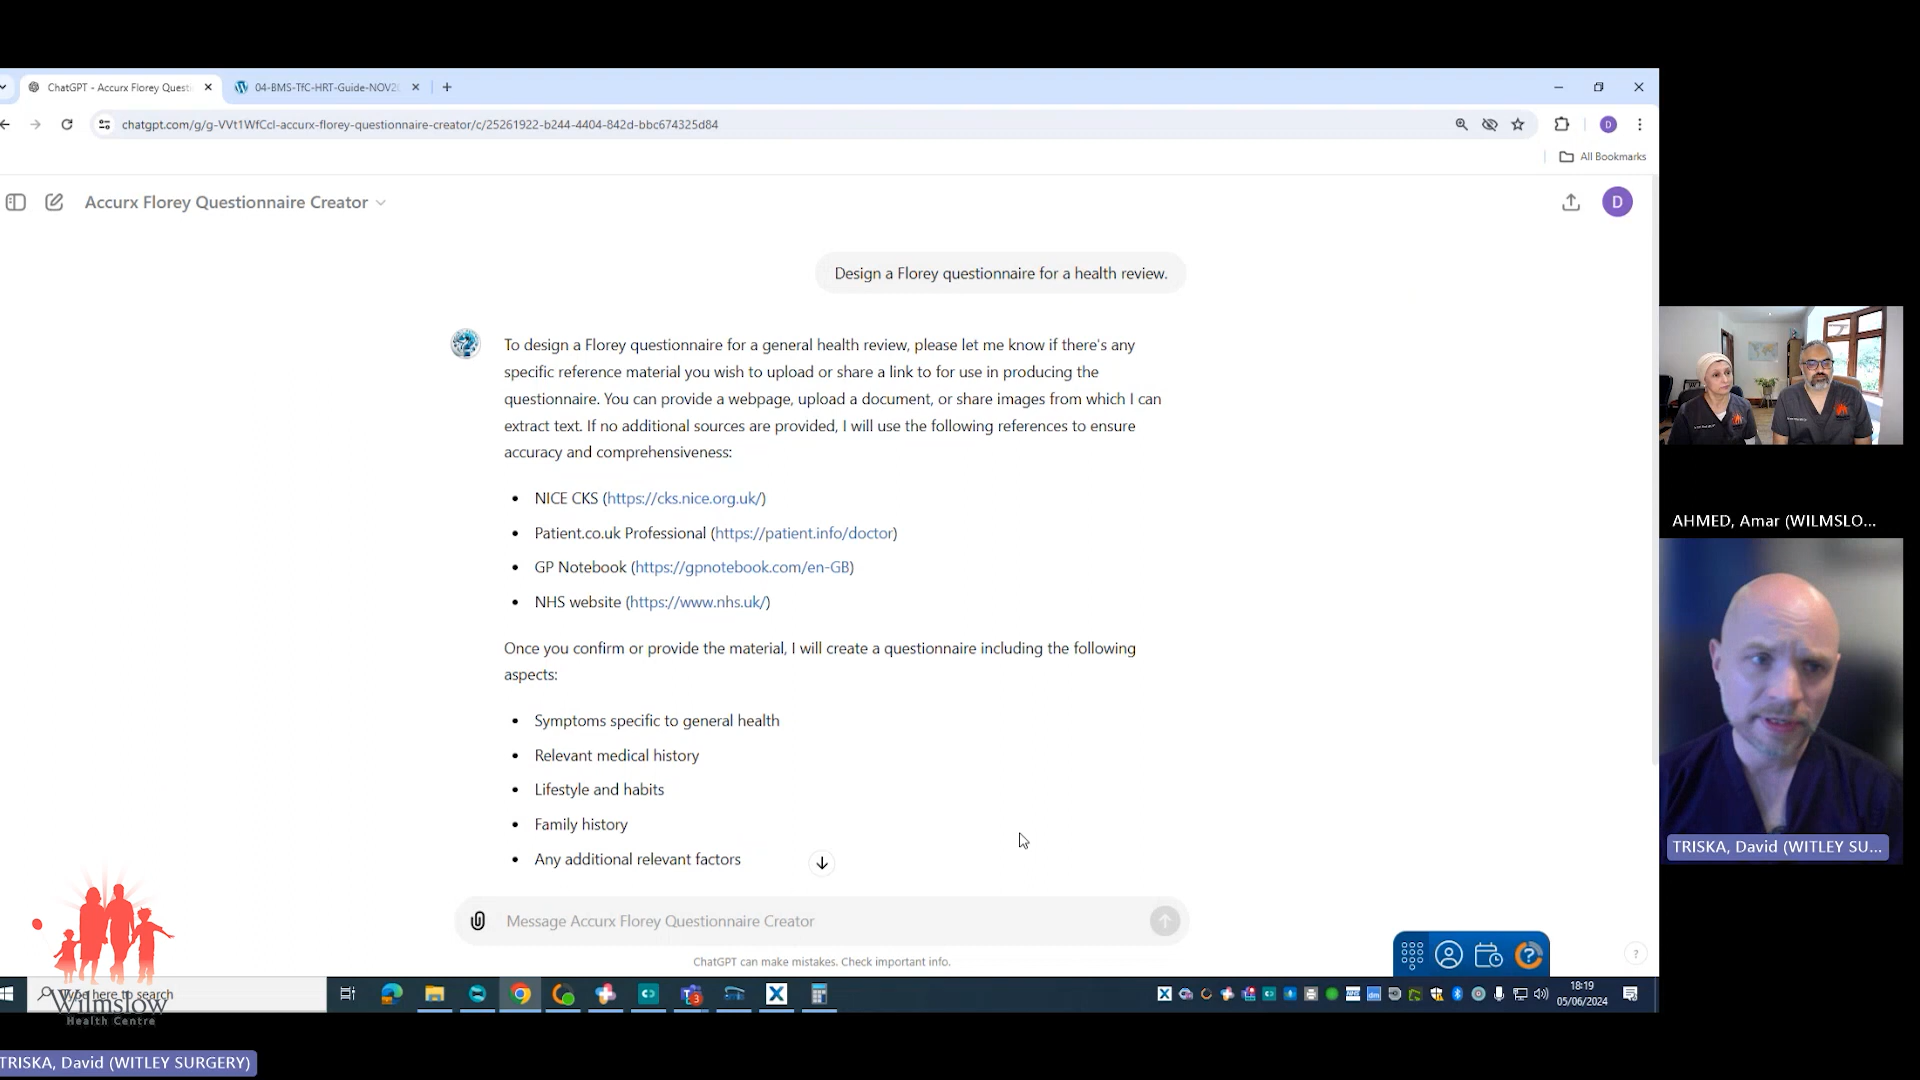 ChatGPT - Accurx Florey Questi
04-BMS-TfC-HRT-Guide-NOV20
chatgpt.com/g/g-VVt1WfCcl-accurx-florey-questionnaire-creator/c/25261922-b244-4404-842d-bbc674325d84
D
All Bookmarks
Accurx Florey Questionnaire Creator
D
Design a Florey questionnaire for a health review.
To design a Florey questionnaire for a general health review, please let me know if there's any
specific reference material you wish to upload or share a link to for use in producing the
questionnaire. You can provide a webpage, upload a document, or share images from which I can
extract text. If no additional sources are provided, I will use the following references to ensure
accuracy and comprehensiveness:
• NICE CKS (https://cks.nice.org.uk/)
• Patient.co.uk Professional (https://patient.info/doctor)
• GP Notebook (https://gpnotebook.com/en-GB)
• NHS website (https://www.nhs.uk/)
Once you confirm or provide the material, I will create a questionnaire including the following
aspects:
• Symptoms specific to general health
• Relevant medical history
• Lifestyle and habits
• Family history
• Any additional relevant factors
Message Accurx Florey Questionnaire Creator
ChatGPT can make mistakes. Check important info.
?
AHMED, Amar (WILMSLO...
TRISKA, David (WITLEY SU...
Type here to search
18:19
05/06/2024
Wilmslow
Health Centre
TRISKA, David (WITLEY SURGERY)